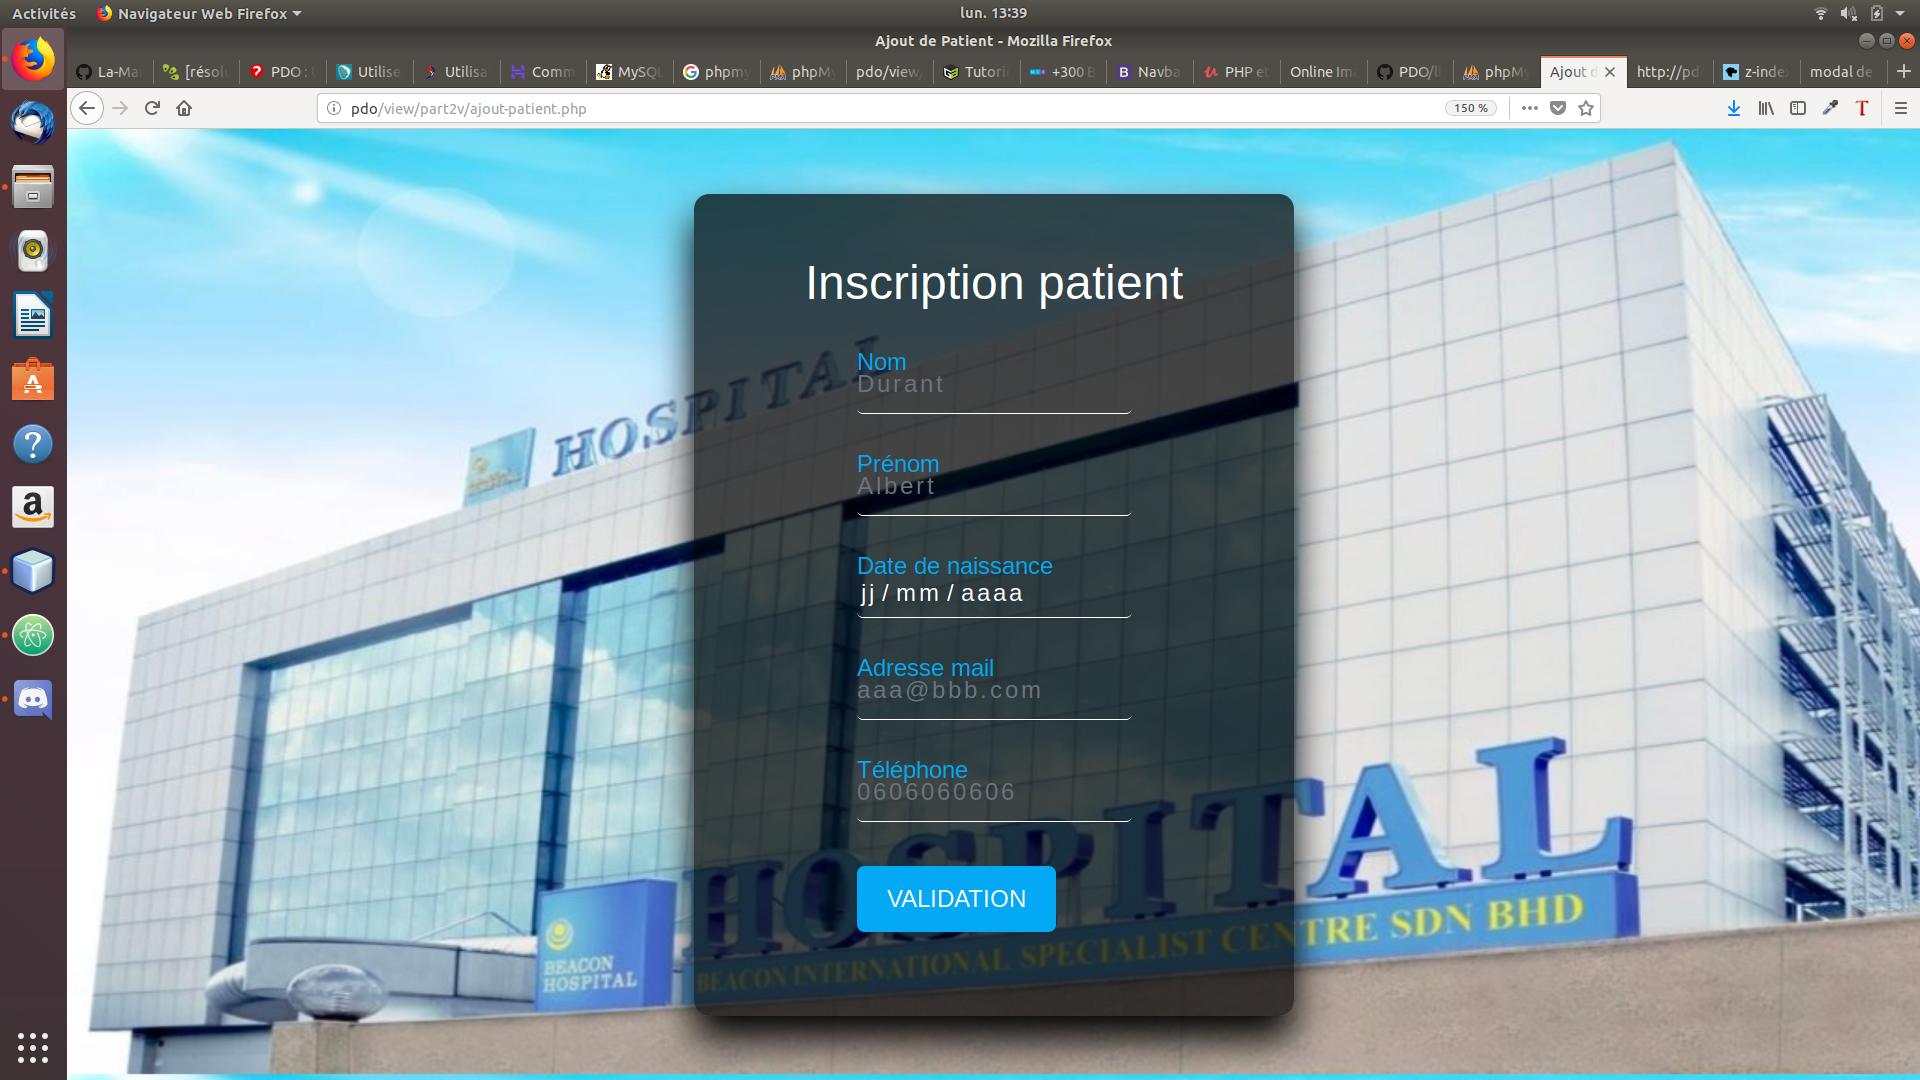 Activités Navigateur Web Firefox lun. 13:39
Ajout de Patient - Mozilla Firefox
La-Mar [résolu PDO : Utilise Utilisa Comm MySQL phpmy phpMy pdo/view/ Tutori +300 B Navba PHP et Online Im PDO/ phpMy Ajout d http://pd z-index modal de
pdo/view/part2v/ajout-patient.php 150 %
Inscription patient
Nom
Durant
Prénom
Albert
Date de naissance
jj / mm / aaaa
Adresse mail
aaa@bbb.com
Téléphone
0606060606
VALIDATION
HOSPITAL
HOSPITAL
BEACON INTERNATIONAL SPECIALIST CENTRE SDN BHD
BEACON
HOSPITAL